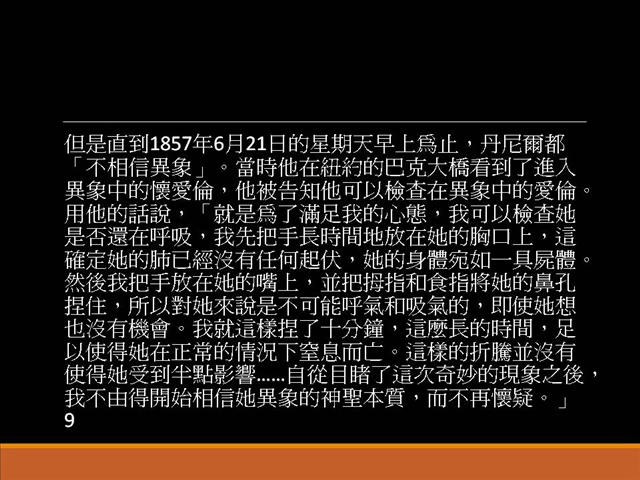 但是直到1857年6月21日的星期天早上為止，丹尼爾都
「不相信異象」。當時他在紐約的巴克大橋看到了進入
異象中的懷愛倫，他被告知他可以檢查在異象中的愛倫。
用他的話說，「就是為了滿足我的心態，我可以檢查她
是否還在呼吸，我先把手長時間地放在她的胸口上，這
確定她的肺已經沒有任何起伏，她的身體宛如一具屍體。
然後我把手放在她的嘴上，並把拇指和食指將她的鼻孔
捏住，所以對她來說是不可能呼氣和吸氣的，即使她想
也沒有機會。我就這樣捏了十分鐘，這麼長的時間，足
以使得她在正常的情況下窒息而亡。這樣的折騰並沒有
使得她受到半點影響……自從目睹了這次奇妙的現象之後，
我不由得開始相信她異象的神聖本質，而不再懷疑。」
9